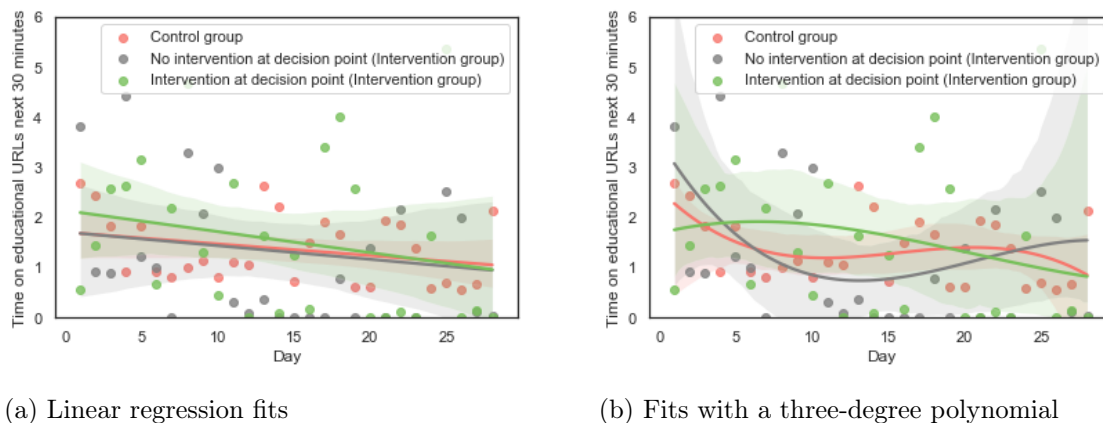 6
5
4
3
2
1
0
0
5
10
15
20
25
Time on educational URLs next 30 minutes
Day
Control group
No intervention at decision point (Intervention group)
Intervention at decision point (Intervention group)
(a) Linear regression fits
6
5
4
3
2
1
0
0
5
10
15
20
25
Time on educational URLs next 30 minutes
Day
Control group
No intervention at decision point (Intervention group)
Intervention at decision point (Intervention group)
(b) Fits with a three-degree polynomial